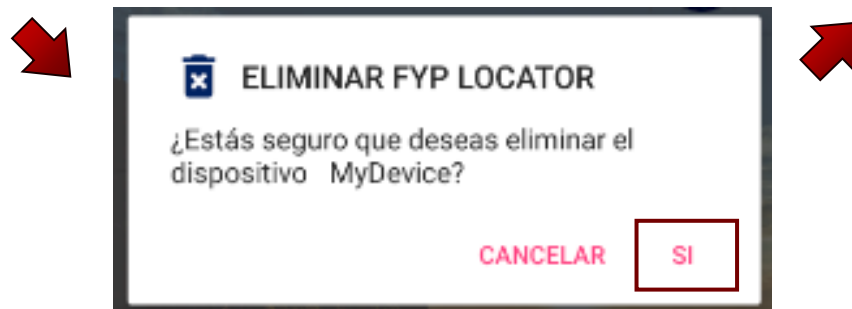 ELIMINAR FYP LOCATOR
¿Estás seguro que deseas eliminar el
dispositivo MyDevice?
CANCELAR SI